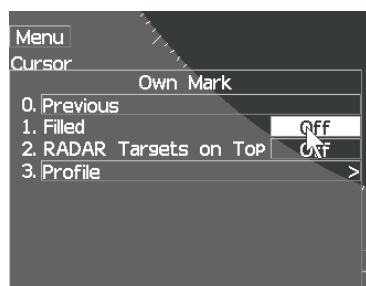 Menu
Cursor
Own Mark
0. Previous
1. Filled Off
2. RADAR Targets on Top Off
3. Profile >